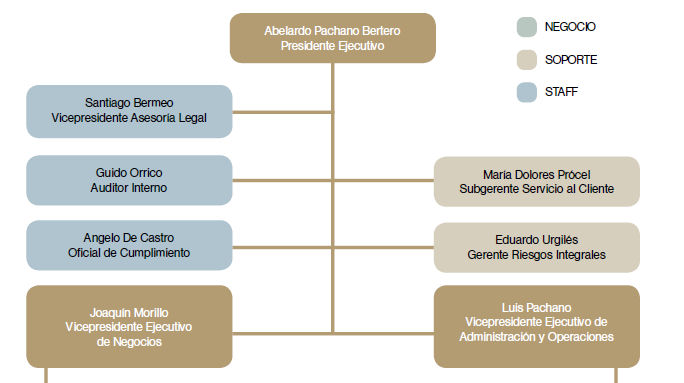 Abelardo Pachano Bertero
Presidente Ejecutivo
NEGOCIO
SOPORTE
STAFF
Santiago Bermeo
Vicepresidente Asesoría Legal
Guido Orrico
Auditor Interno
María Dolores Prócel
Subgerente Servicio al Cliente
Angelo De Castro
Oficial de Cumplimiento
Eduardo Urgilés
Gerente Riesgos Integrales
Joaquín Morillo
Vicepresidente Ejecutivo
de Negocios
Luis Pachano
Vicepresidente Ejecutivo de
Administración y Operaciones